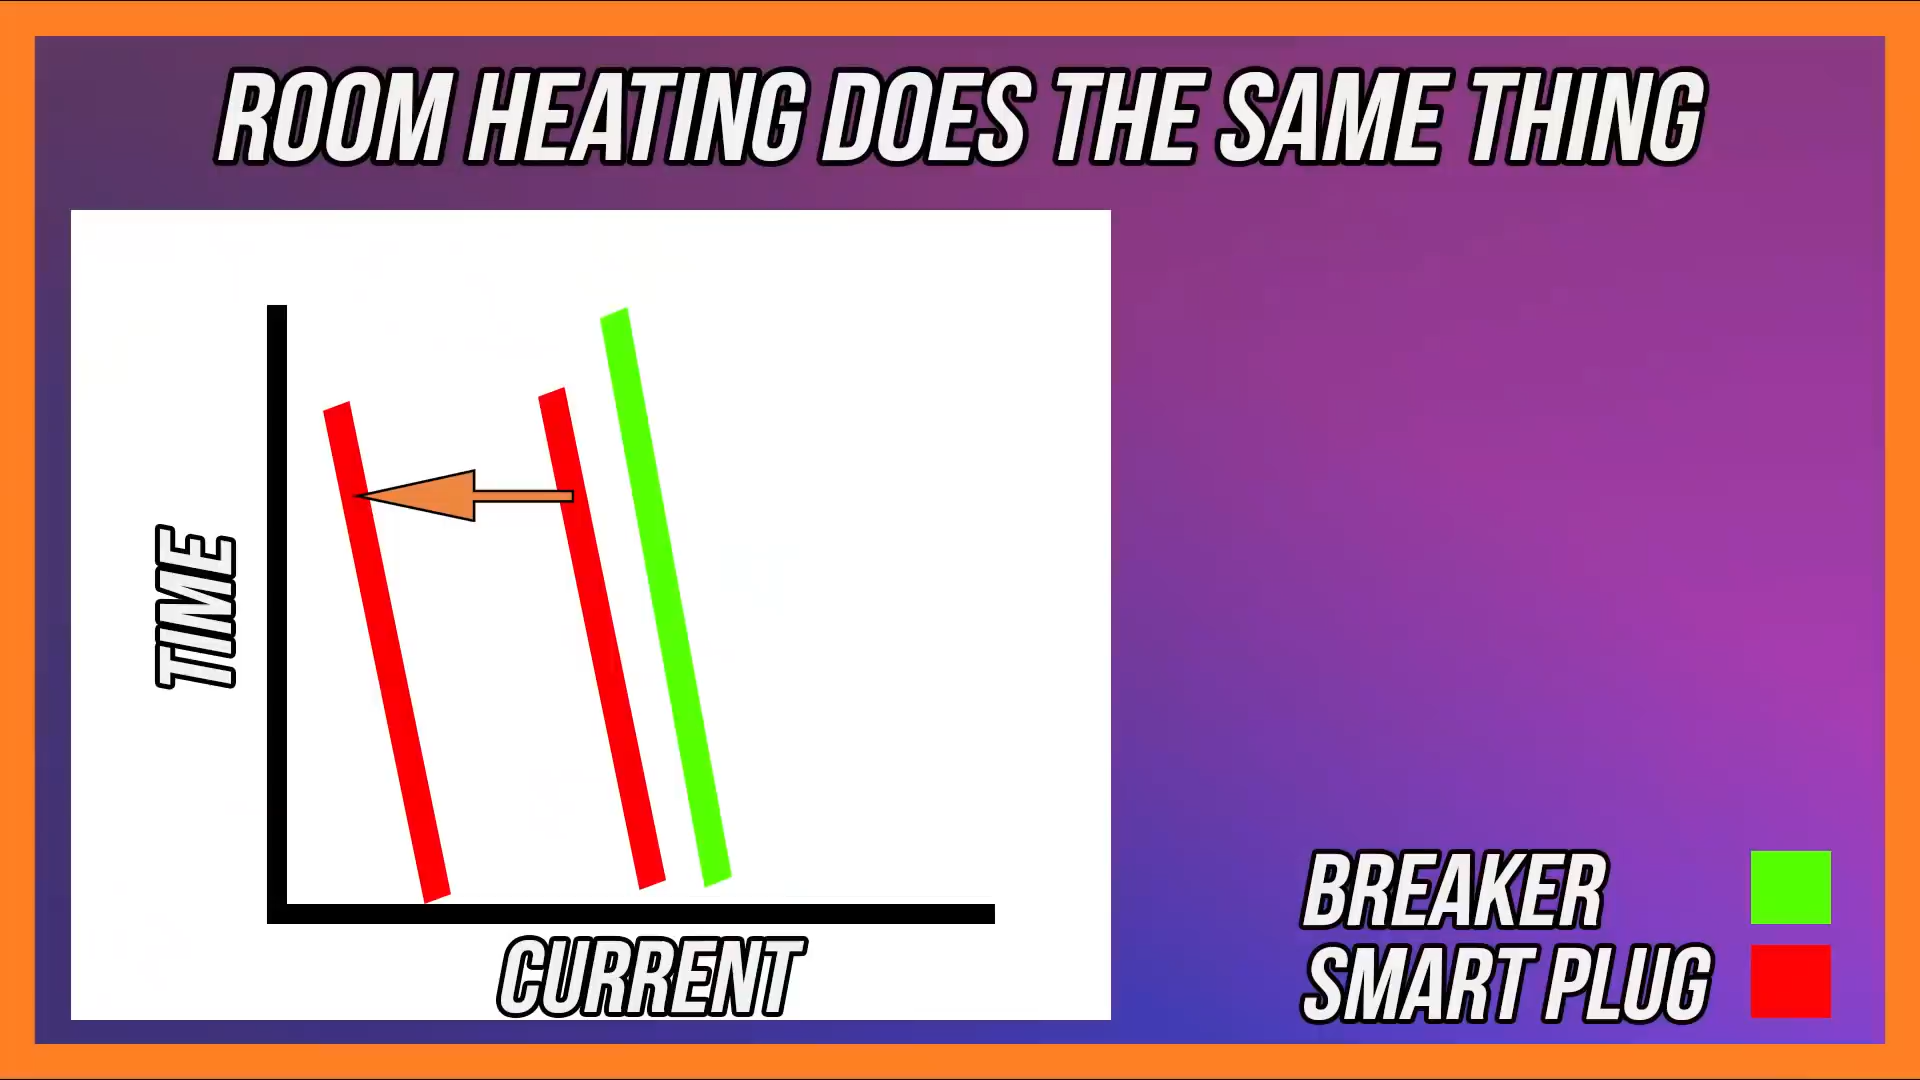 ROOM HEATING DOES THE SAME THING
TIME
CURRENT
BREAKER
SMART PLUG